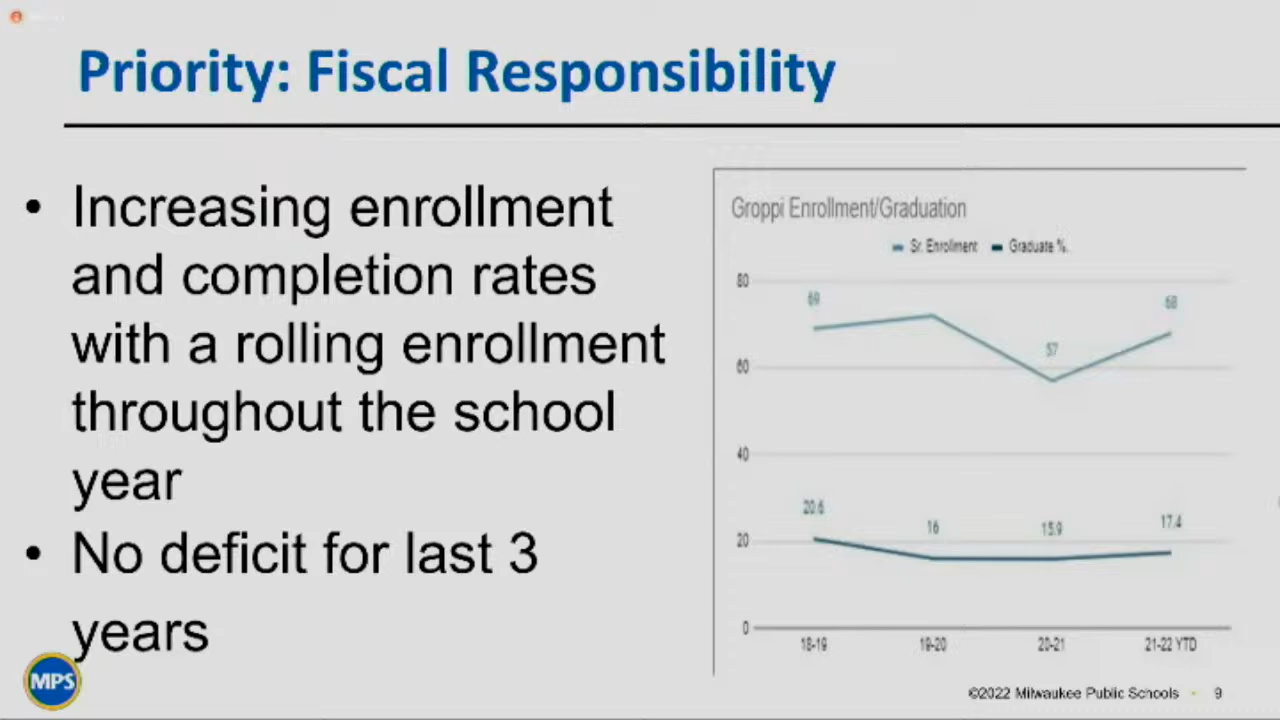 Priority: Fiscal Responsibility
• Increasing enrollment
and completion rates
with a rolling enrollment
throughout the school
year
• No deficit for last 3
years
Groppi Enrollment/Graduation
Sr. Enrollment Graduate %.
80
69
68
57
60
40
20.6
16
15.9
17.4
20
0
18-19 19-20 20-21 21-22 YTD
MPS
©2022 Milwaukee Public Schools • 9